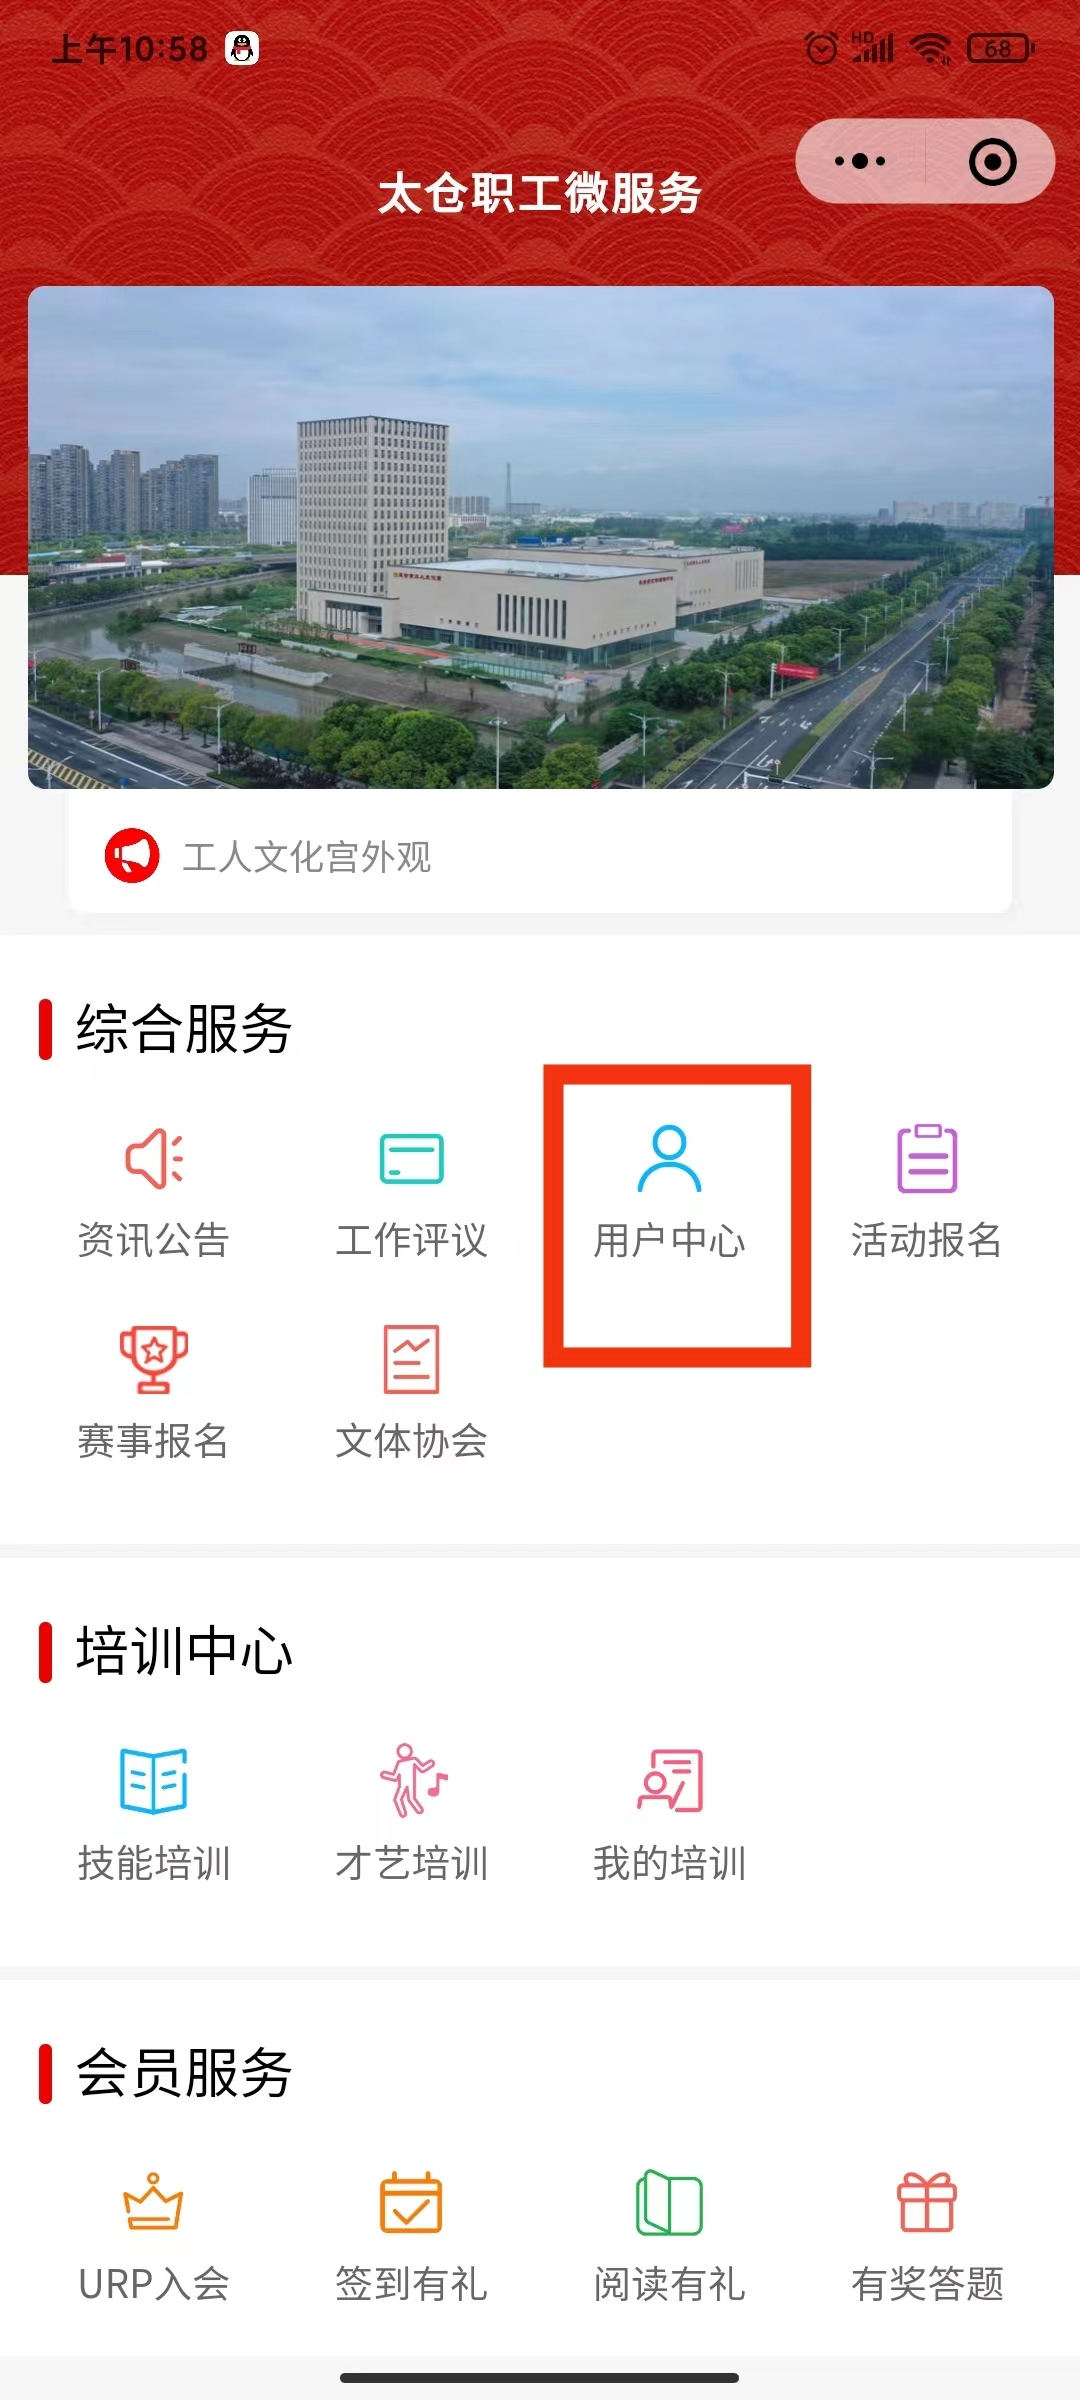 上午10:58
HD
68
太仓职工微服务
工人文化宫外观
综合服务
资讯公告 工作评议 用户中心 活动报名
赛事报名 文体协会
培训中心
技能培训 才艺培训 我的培训
会员服务
URP入会 签到有礼 阅读有礼 有奖答题